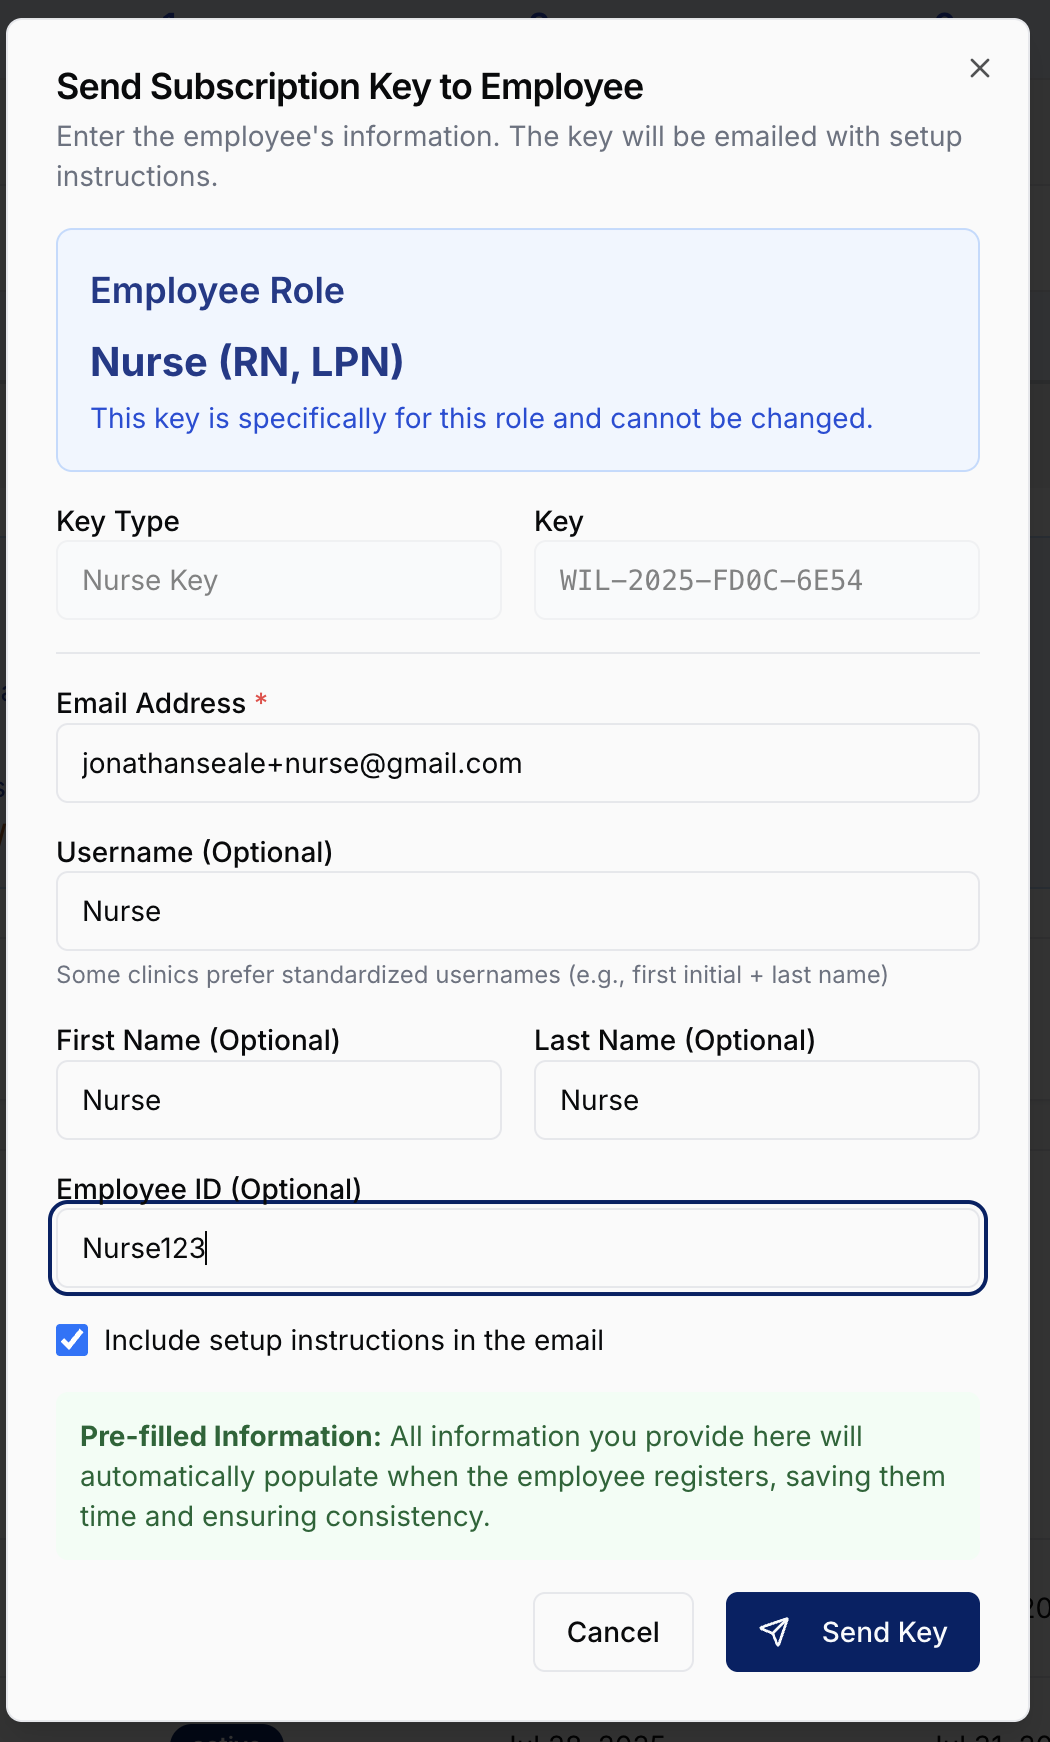 Send Subscription Key to Employee
Enter the employee's information. The key will be emailed with setup
instructions.
Employee Role
Nurse (RN, LPN)
This key is specifically for this role and cannot be changed.
Key Type
Key
Nurse Key
WIL-2025-FD0C-6E54
Email Address *
jonathanseale+nurse@gmail.com
Username (Optional)
Nurse
Some clinics prefer standardized usernames (e.g., first initial + last name)
First Name (Optional)
Last Name (Optional)
Nurse
Nurse
Employee ID (Optional)
Nurse123
Include setup instructions in the email
Pre-filled Information: All information you provide here will
automatically populate when the employee registers, saving them
time and ensuring consistency.
Cancel
Send Key